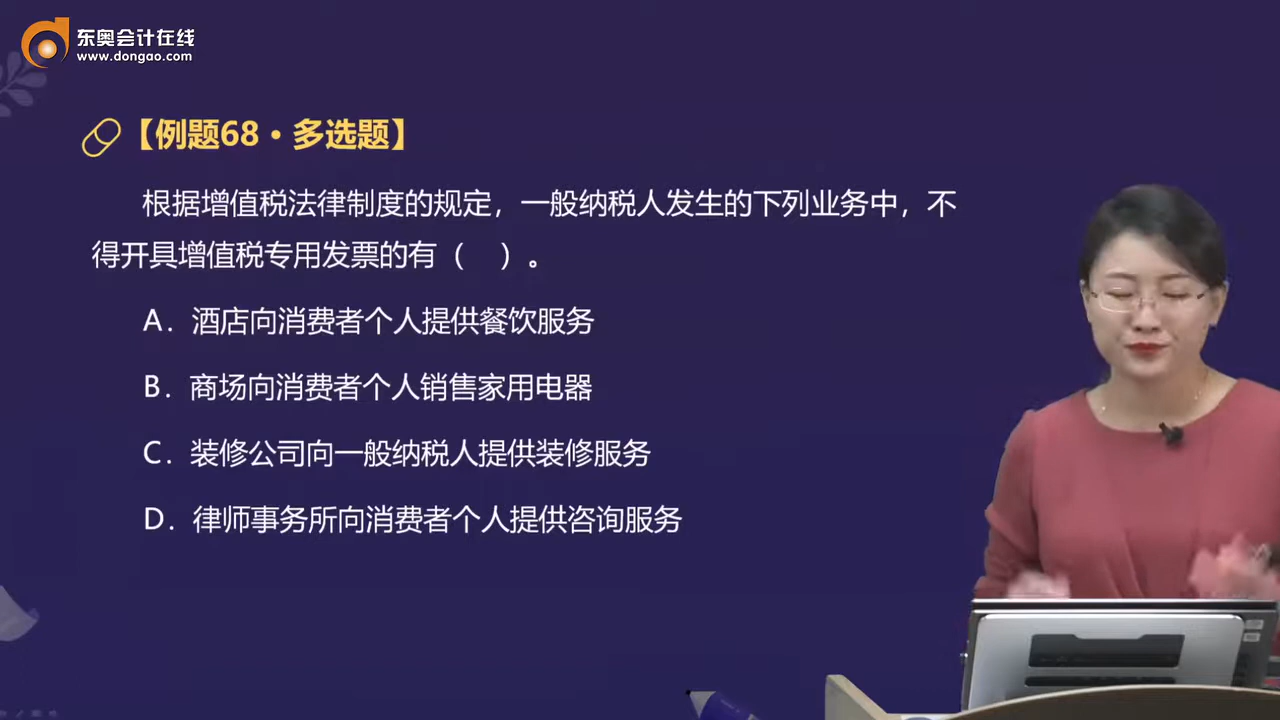 东奥会计在线
www.dongao.com
【例题68·多选题】
根据增值税法律制度的规定，一般纳税人发生的下列业务中，不
得开具增值税专用发票的有（　）。
A. 酒店向消费者个人提供餐饮服务
B. 商场向消费者个人销售家用电器
C. 装修公司向一般纳税人提供装修服务
D. 律师事务所向消费者个人提供咨询服务